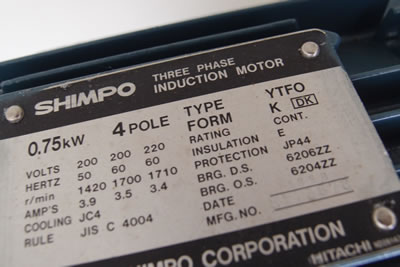 SHIMPO THREE PHASE INDUCTION MOTOR
0.75kW 4 POLE TYPE YTFO
FORM K DK
VOLTS 200 200 220 RATING CONT.
HERTZ 50 60 60 INSULATION E
r/min 1420 1700 1710 PROTECTION JP44
AMP'S 3.9 3.5 3.4 BRG. D.S. 6206ZZ
COOLING JC4 BRG. O.S. 6204ZZ
RULE JIS C 4004 DATE
MFG. NO.
SHIMPO CORPORATION
HITACHI